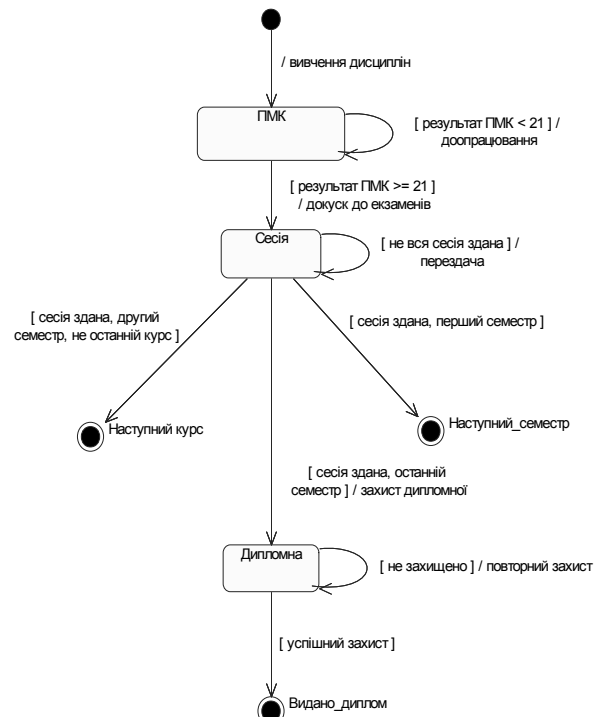 / вивчення дисциплін
ПМК
[ результат ПМК < 21 ] /
доопрацювання
[ результат ПМК >= 21 ]
/ докуск до екзаменів
Сесія
[ не вся сесія здана ] /
перездача
[ сесія здана, другий
семестр, не останній курс ]
[ сесія здана, перший семестр ]
Наступний курс
Наступний_семестр
[ сесія здана, останній
семестр ] / захист дипломної
Дипломна
[ не захищено ] / повторний захист
[ успішний захист ]
Видано_диплом